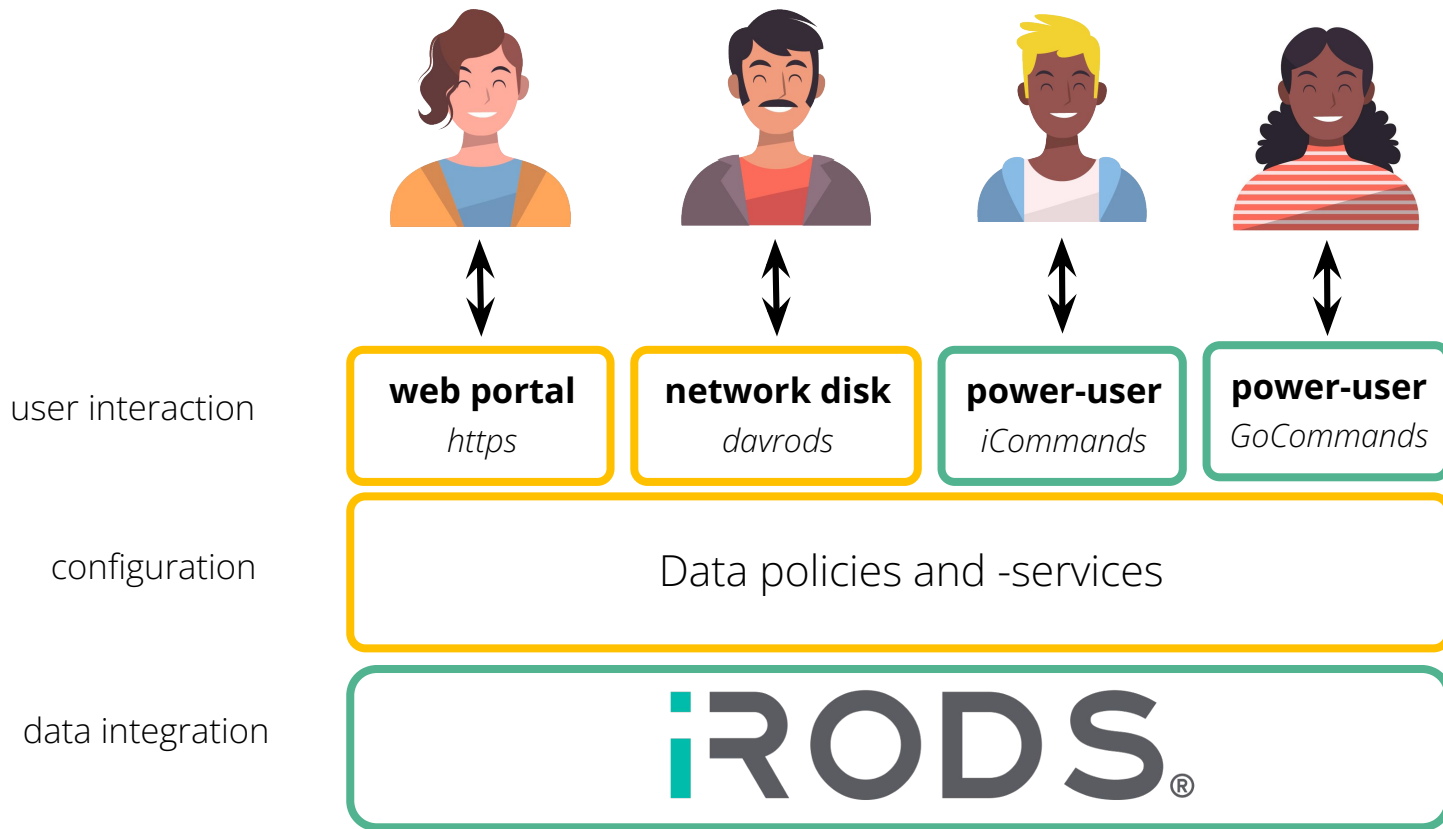 user interaction
web portal
https
network disk
davrods
power-user
iCommands
power-user
GoCommands
configuration
Data policies and -services
data integration
iRODS®